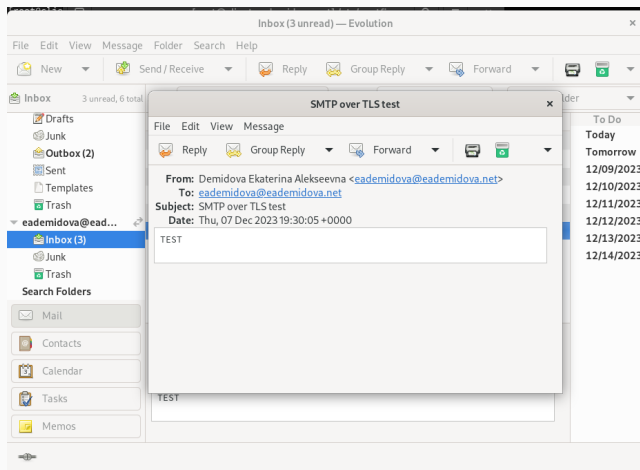 Inbox (3 unread) — Evolution
×
File Edit View Message Folder Search Help
New Send / Receive Reply Group Reply Forward
Inbox 3 unread, 6 total
Drafts
Junk
Outbox (2)
Sent
Templates
Trash
eademidova@ead...
Inbox (3)
Junk
Trash
Search Folders
Mail
Contacts
Calendar
Tasks
Memos
SMTP over TLS test
×
File Edit View Message
Reply Group Reply Forward
From: Demidova Ekaterina Alekseevna <eademidova@eademidova.net>
To: eademidova@eademidova.net
Subject: SMTP over TLS test
Date: Thu, 07 Dec 2023 19:30:05 +0000
TEST
TEST
To Do
Today
Tomorrow
12/09/2023
12/10/2023
12/11/2023
12/12/2023
12/13/2023
12/14/2023